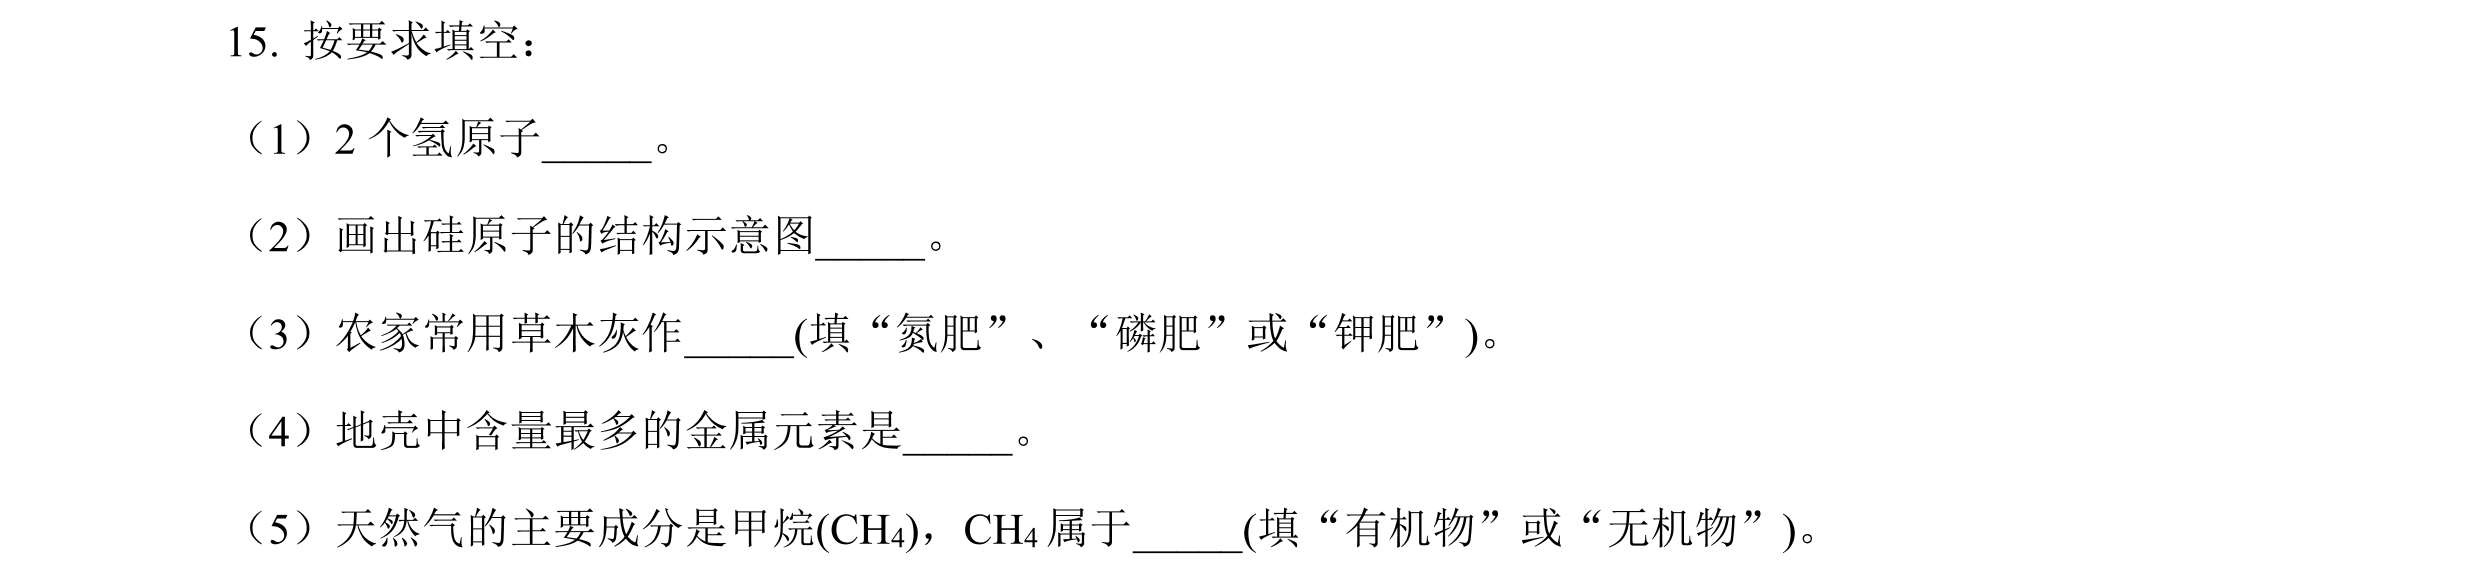 15. 按要求填空：
（1）2 个氢原子_____。
（2）画出硅原子的结构示意图_____。
（3）农家常用草木灰作_____(填“氮肥”、“磷肥”或“钾肥”)。
（4）地壳中含量最多的金属元素是_____。
（5）天然气的主要成分是甲烷(CH₄)，CH₄ 属于_____(填“有机物”或“无机物”)。